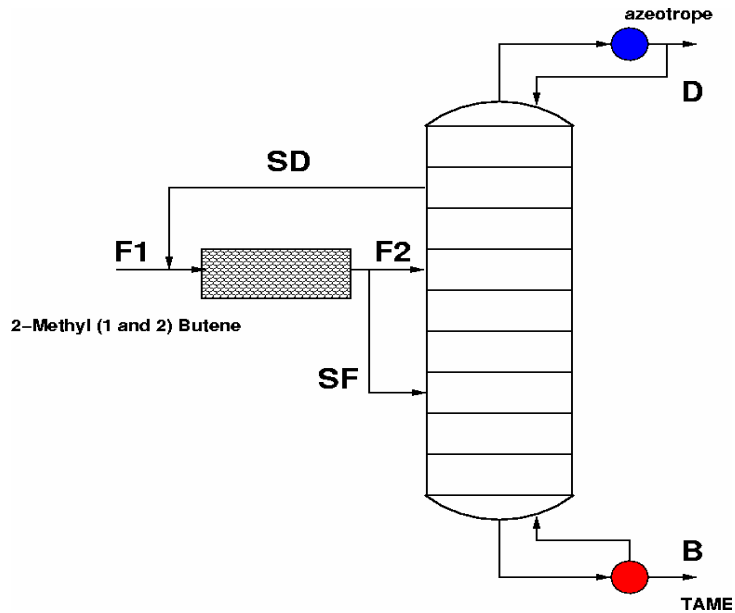 azeotrope
D
SD
F1
F2
2−Methyl (1 and 2) Butene
SF
B
TAME